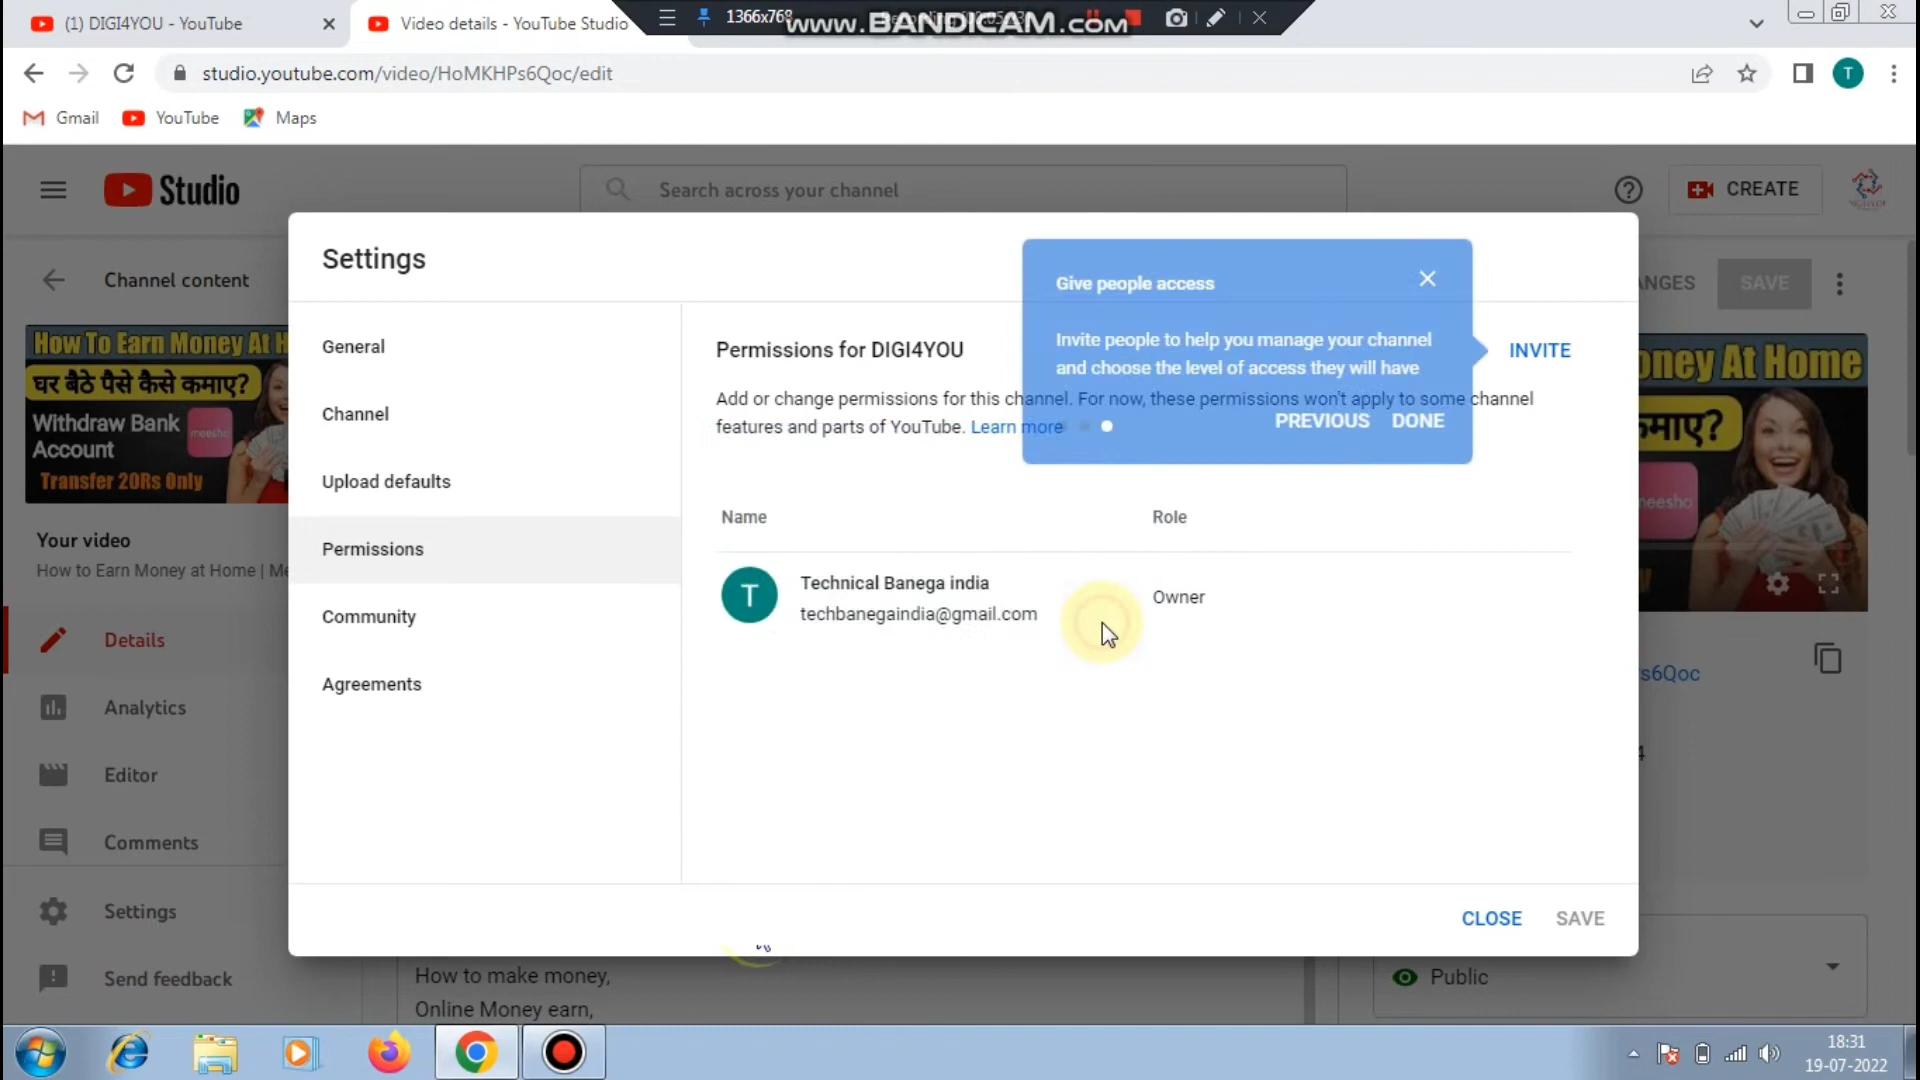 (1) DIGI4YOU - YouTube
Video details - YouTube Studio
1366x768
www.BANDICAM.com
studio.youtube.com/video/HoMKHPs6Qoc/edit
T
Gmail
YouTube
Maps
Studio
Search across your channel
CREATE
Channel content
How To Earn Money At H
घर बैठे पैसे कैसे कमाए?
Withdraw Bank
Account
meesho
Transfer 20Rs Only
Your video
How to Earn Money at Home | Me
Details
Analytics
Editor
Comments
Settings
Send feedback
Settings
General
Channel
Upload defaults
Permissions
Community
Agreements
Permissions for DIGI4YOU
INVITE
Add or change permissions for this channel. For now, these permissions won't apply to some channel
features and parts of YouTube. Learn more
Give people access
Invite people to help you manage your channel
and choose the level of access they will have
PREVIOUS
DONE
Name
Role
T
Technical Banega india
techbanegaindia@gmail.com
Owner
CLOSE
SAVE
NGES
SAVE
oney At Home
माए?
meesho
s6Qoc
How to make money,
Online Money earn,
Public
18:31
19-07-2022